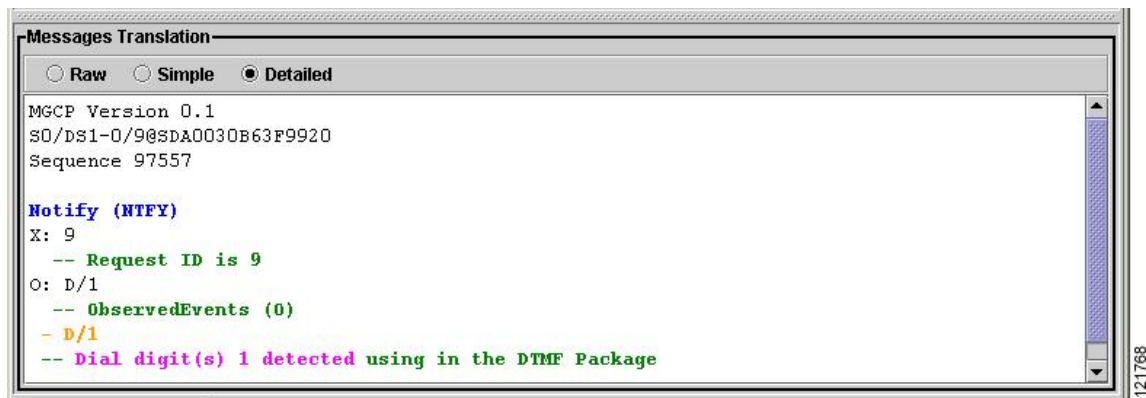 Messages Translation
Raw Simple Detailed
MGCP Version 0.1
S0/DS1-0/9@SDA0030B63F9920
Sequence 97557
Notify (NTFY)
X: 9
-- Request ID is 9
O: D/1
-- ObservedEvents (O)
- D/1
-- Dial digit(s) 1 detected using in the DTMF Package
121768